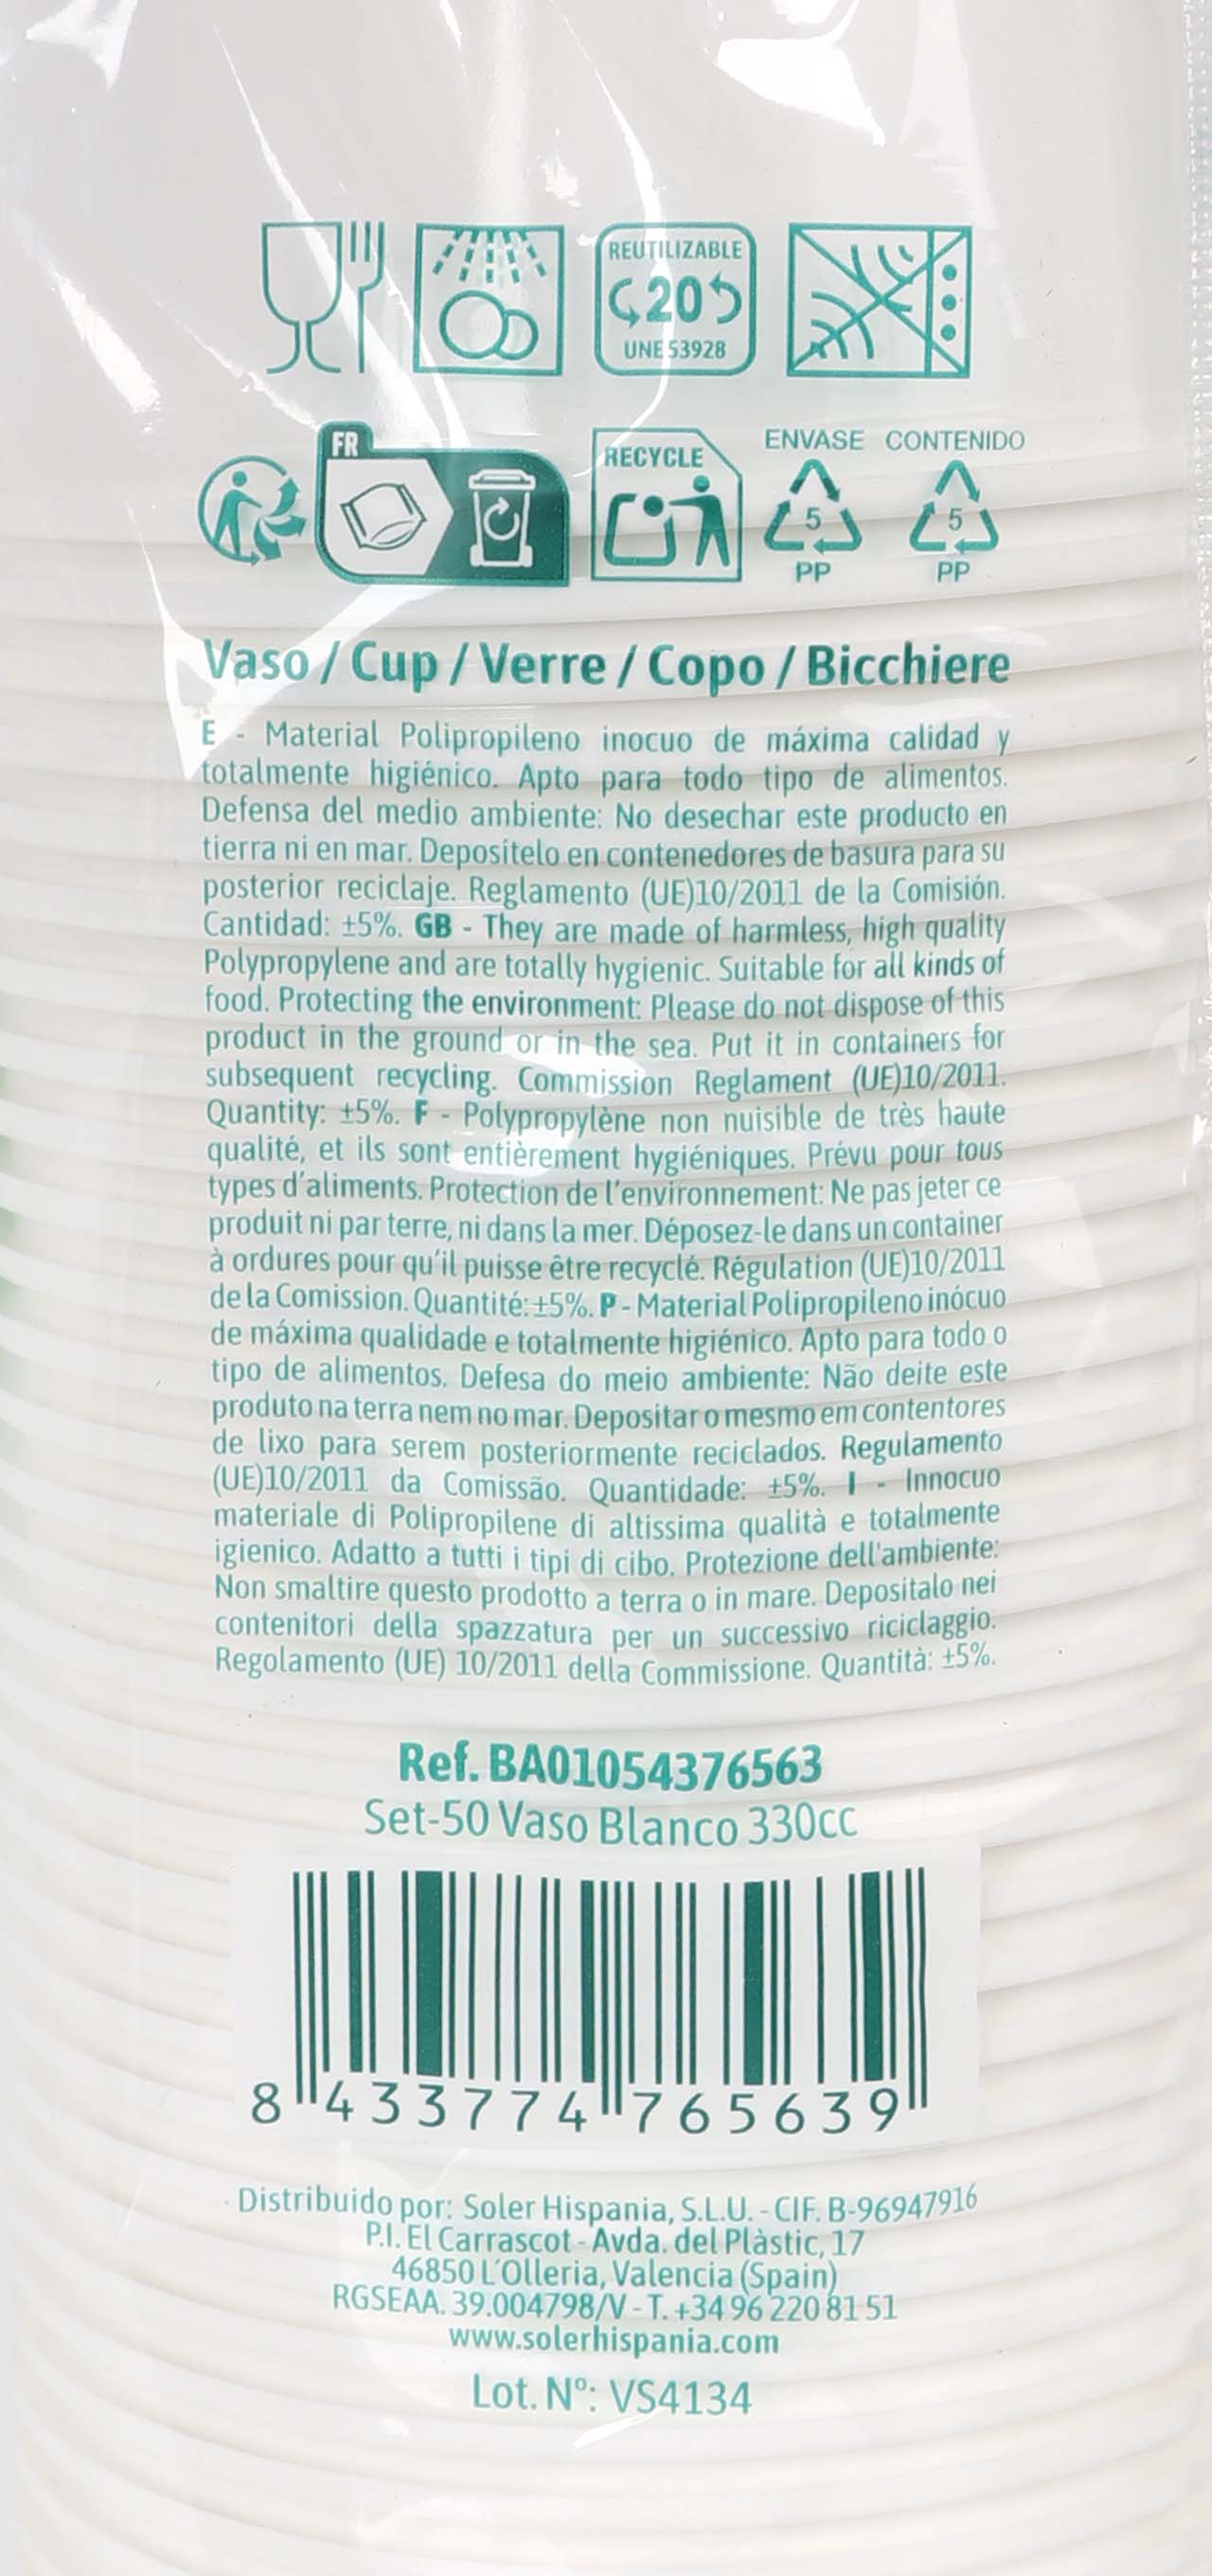 REUTILIZABLE
20
UNE 53928
FR
RECYCLE
ENVASE CONTENIDO
5 5
PP PP
Vaso / Cup / Verre / Copo / Bicchiere
E - Material Polipropileno inocuo de máxima calidad y
totalmente higiénico. Apto para todo tipo de alimentos.
Defensa del medio ambiente: No desechar este producto en
tierra ni en mar. Deposítelo en contenedores de basura para su
posterior reciclaje. Reglamento (UE)10/2011 de la Comisión.
Cantidad: ±5%. GB - They are made of harmless, high quality
Polypropylene and are totally hygienic. Suitable for all kinds of
food. Protecting the environment: Please do not dispose of this
product in the ground or in the sea. Put it in containers for
subsequent recycling. Commission Reglament (UE)10/2011.
Quantity: ±5%. F - Polypropylène non nuisible de très haute
qualité, et ils sont entièrement hygiéniques. Prévu pour tous
types d'aliments. Protection de l'environnement: Ne pas jeter ce
produit ni par terre, ni dans la mer. Déposez-le dans un container
à ordures pour qu'il puisse être recyclé. Régulation (UE)10/2011
de la Comission. Quantité: ±5%. P - Material Polipropileno inócuo
de máxima qualidade e totalmente higiénico. Apto para todo o
tipo de alimentos. Defesa do meio ambiente: Não deite este
produto na terra nem no mar. Depositar o mesmo em contentores
de lixo para serem posteriormente reciclados. Regulamento
(UE)10/2011 da Comissão. Quantidade: ±5%. I - Innocuo
materiale di Polipropilene di altissima qualità e totalmente
igienico. Adatto a tutti i tipi di cibo. Protezione dell'ambiente:
Non smaltire questo prodotto a terra o in mare. Depositalo nei
contenitori della spazzatura per un successivo riciclaggio.
Regolamento (UE) 10/2011 della Commissione. Quantità: ±5%.
Ref. BA01054376563
Set-50 Vaso Blanco 330cc
8 433774 765639
Distribuido por: Soler Hispania, S.L.U. - CIF. B-96947916
P.I. El Carrascot - Avda. del Plàstic, 17
46850 L'Olleria, Valencia (Spain)
RGSEAA. 39.004798/V - T. +34 96 220 81 51
www.solerhispania.com
Lot. Nº: VS4134